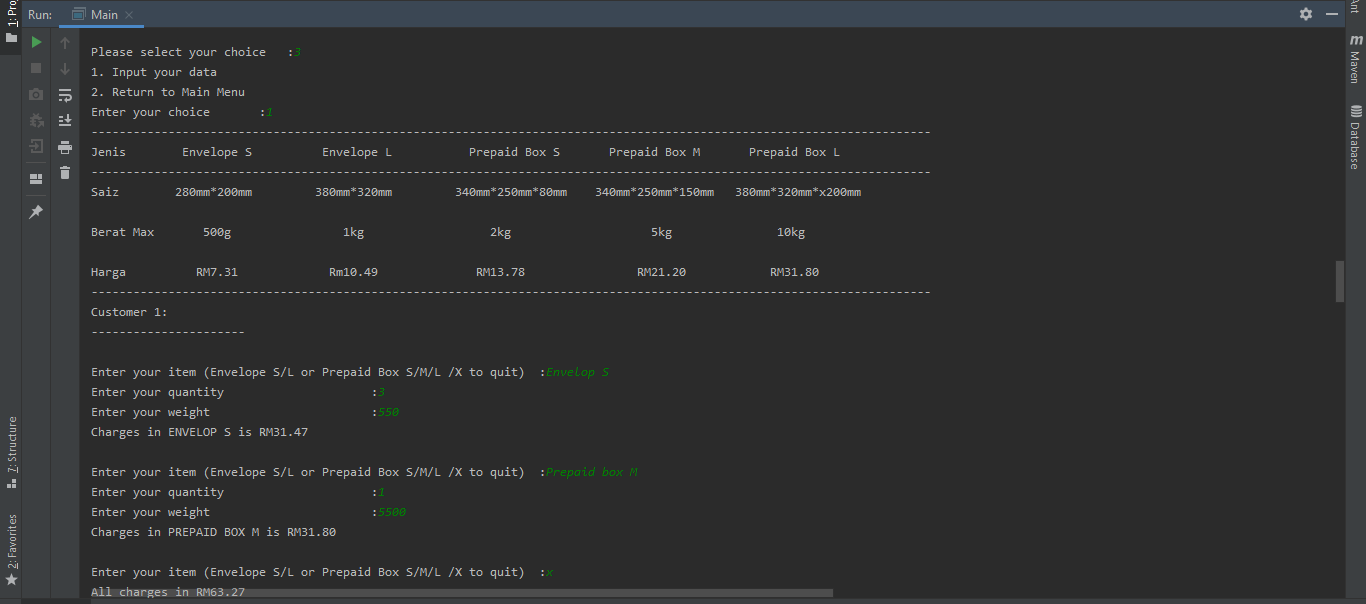 Run: Main
1: Pro
Please select your choice :3
1. Input your data
2. Return to Main Menu
Enter your choice :1
------------------------------------------------------------------------------------------------------------------------
Jenis Envelope S Envelope L Prepaid Box S Prepaid Box M Prepaid Box L
------------------------------------------------------------------------------------------------------------------------
Saiz 280mm*200mm 380mm*320mm 340mm*250mm*80mm 340mm*250mm*150mm 380mm*320mm*x200mm
Berat Max 500g 1kg 2kg 5kg 10kg
Harga RM7.31 Rm10.49 RM13.78 RM21.20 RM31.80
------------------------------------------------------------------------------------------------------------------------
Customer 1:
----------------------
Enter your item (Envelope S/L or Prepaid Box S/M/L /X to quit) :Envelop S
Enter your quantity :3
Enter your weight :550
Charges in ENVELOP S is RM31.47
Enter your item (Envelope S/L or Prepaid Box S/M/L /X to quit) :Prepaid box M
Enter your quantity :1
Enter your weight :5500
Charges in PREPAID BOX M is RM31.80
Enter your item (Envelope S/L or Prepaid Box S/M/L /X to quit) :x
All charges in RM63.27
7: Structure
2: Favorites
Ant
m Maven
Database